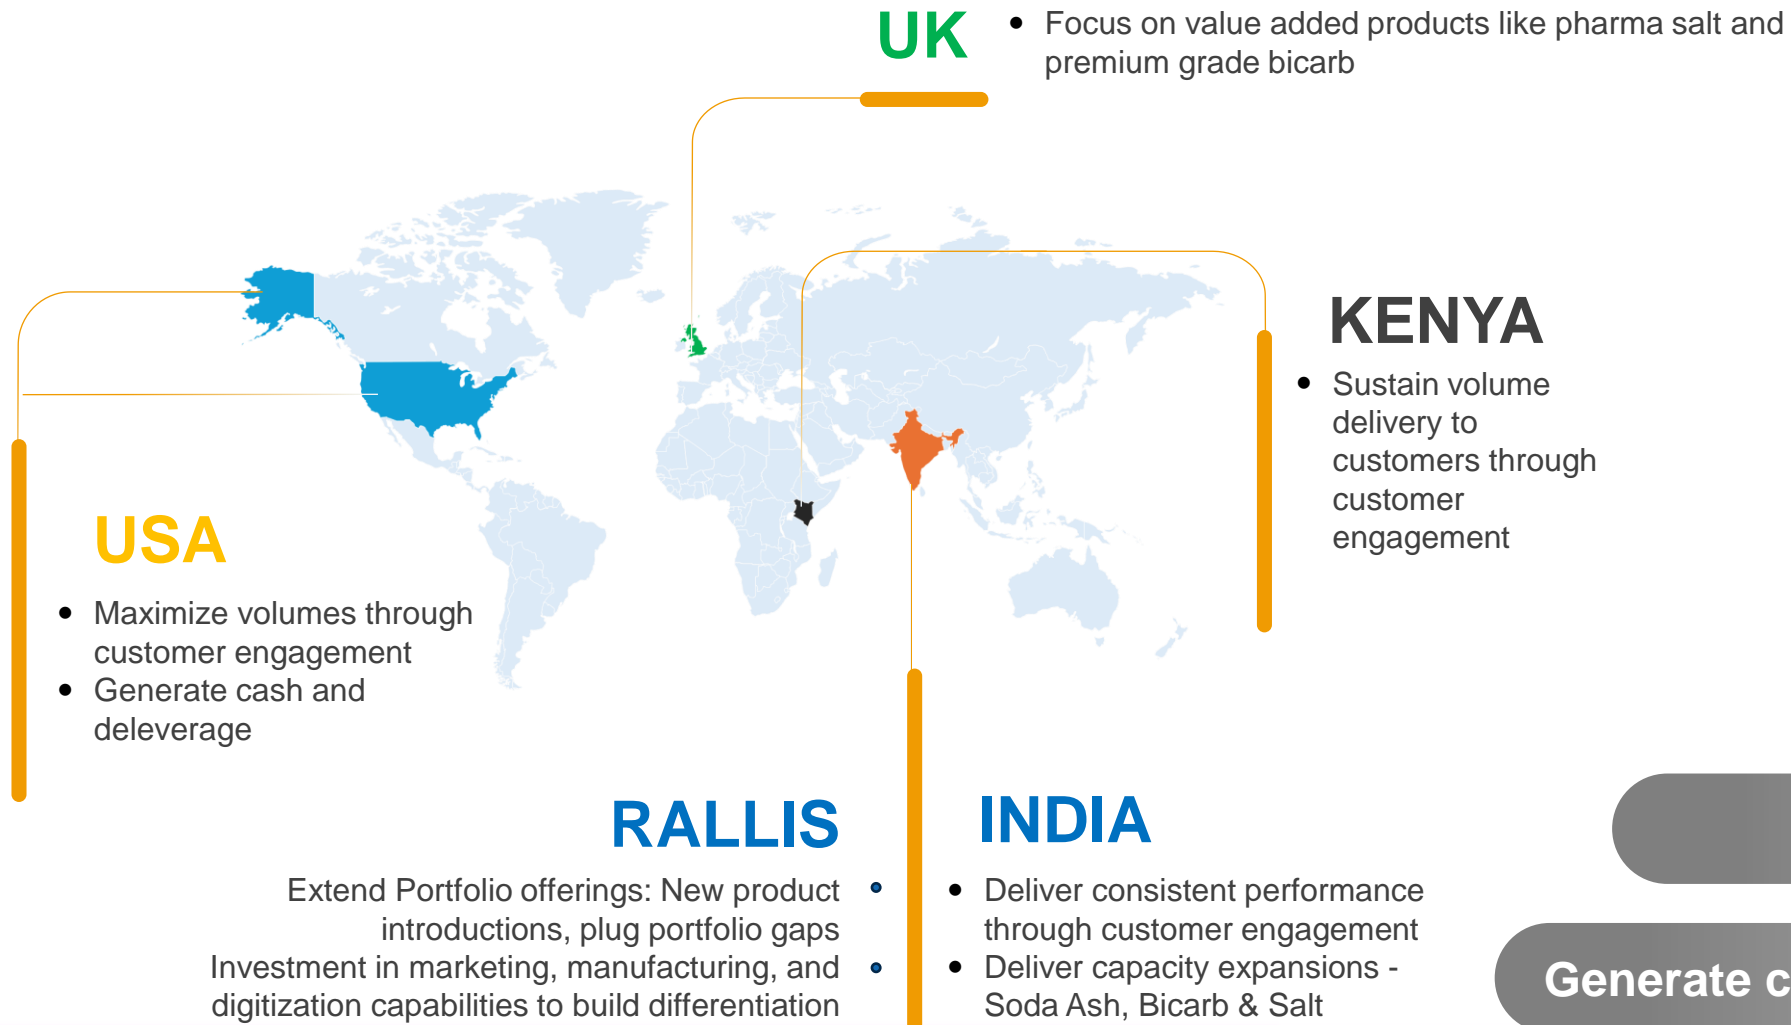 UK
• Focus on value added products like pharma salt and
premium grade bicarb
KENYA
• Sustain volume
delivery to
customers through
customer
engagement
USA
• Maximize volumes through
customer engagement
• Generate cash and
deleverage
RALLIS
Extend Portfolio offerings: New product •
introductions, plug portfolio gaps
Investment in marketing, manufacturing, and •
digitization capabilities to build differentiation
INDIA
• Deliver consistent performance
through customer engagement
• Deliver capacity expansions -
Soda Ash, Bicarb & Salt
Generate c